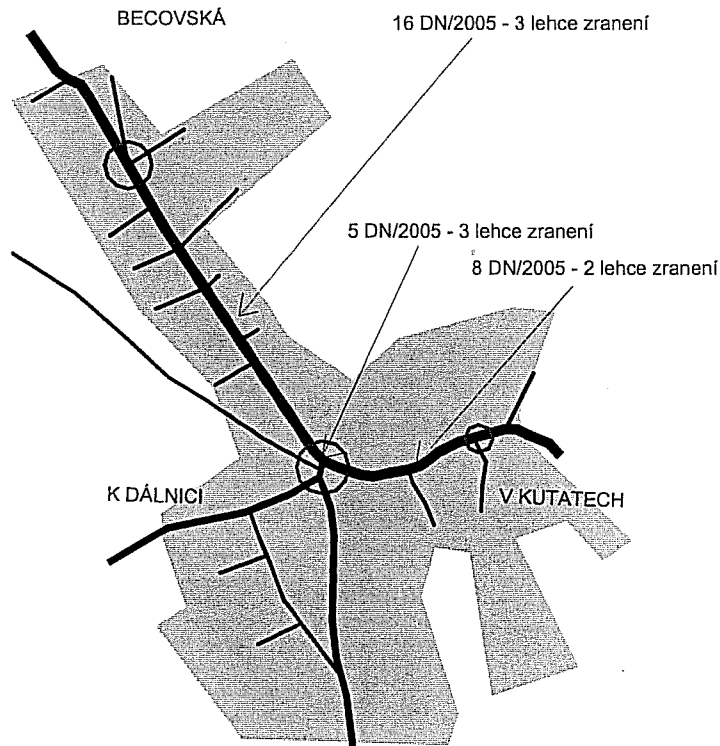 BECOVSKÁ
16 DN/2005 - 3 lehce zranení
5 DN/2005 - 3 lehce zranení
8 DN/2005 - 2 lehce zranení
K DÁLNICI
V KUTATECH